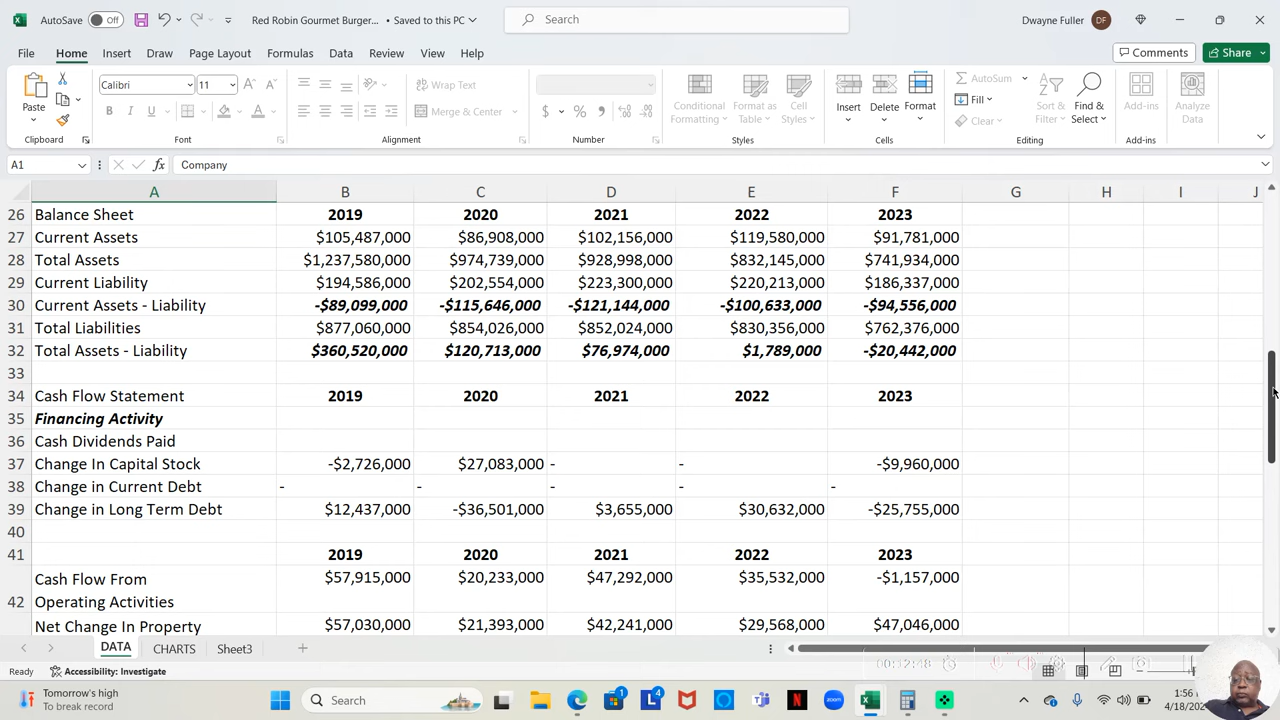 AutoSave Off Red Robin Gourmet Burger... • Saved to this PC Search Dwayne Fuller DF
File Home Insert Draw Page Layout Formulas Data Review View Help Comments Share
Calibri 11 Wrap Text AutoSum
Paste B I U Merge & Center $ % Conditional Formatting Format as Table Cell Styles Insert Delete Format Fill Clear Sort & Filter Find & Select Add-ins Analyze Data
Clipboard Font Alignment Number Styles Cells Editing Add-ins
A1 fx Company
A B C D E F G H I J
26 Balance Sheet 2019 2020 2021 2022 2023
27 Current Assets $105,487,000 $86,908,000 $102,156,000 $119,580,000 $91,781,000
28 Total Assets $1,237,580,000 $974,739,000 $928,998,000 $832,145,000 $741,934,000
29 Current Liability $194,586,000 $202,554,000 $223,300,000 $220,213,000 $186,337,000
30 Current Assets - Liability -$89,099,000 -$115,646,000 -$121,144,000 -$100,633,000 -$94,556,000
31 Total Liabilities $877,060,000 $854,026,000 $852,024,000 $830,356,000 $762,376,000
32 Total Assets - Liability $360,520,000 $120,713,000 $76,974,000 $1,789,000 -$20,442,000
33
34 Cash Flow Statement 2019 2020 2021 2022 2023
35 Financing Activity
36 Cash Dividends Paid
37 Change In Capital Stock -$2,726,000 $27,083,000 - - -$9,960,000
38 Change in Current Debt - - - - -
39 Change in Long Term Debt $12,437,000 -$36,501,000 $3,655,000 $30,632,000 -$25,755,000
40
41 2019 2020 2021 2022 2023
Cash Flow From $57,915,000 $20,233,000 $47,292,000 $35,532,000 -$1,157,000
42 Operating Activities
Net Change In Property $57,030,000 $21,393,000 $42,241,000 $29,568,000 $47,046,000
DATA CHARTS Sheet3
Ready Accessibility: Investigate 00:12:48
Tomorrow's high Search 1 4 zoom 1:56
To break record 4/18/